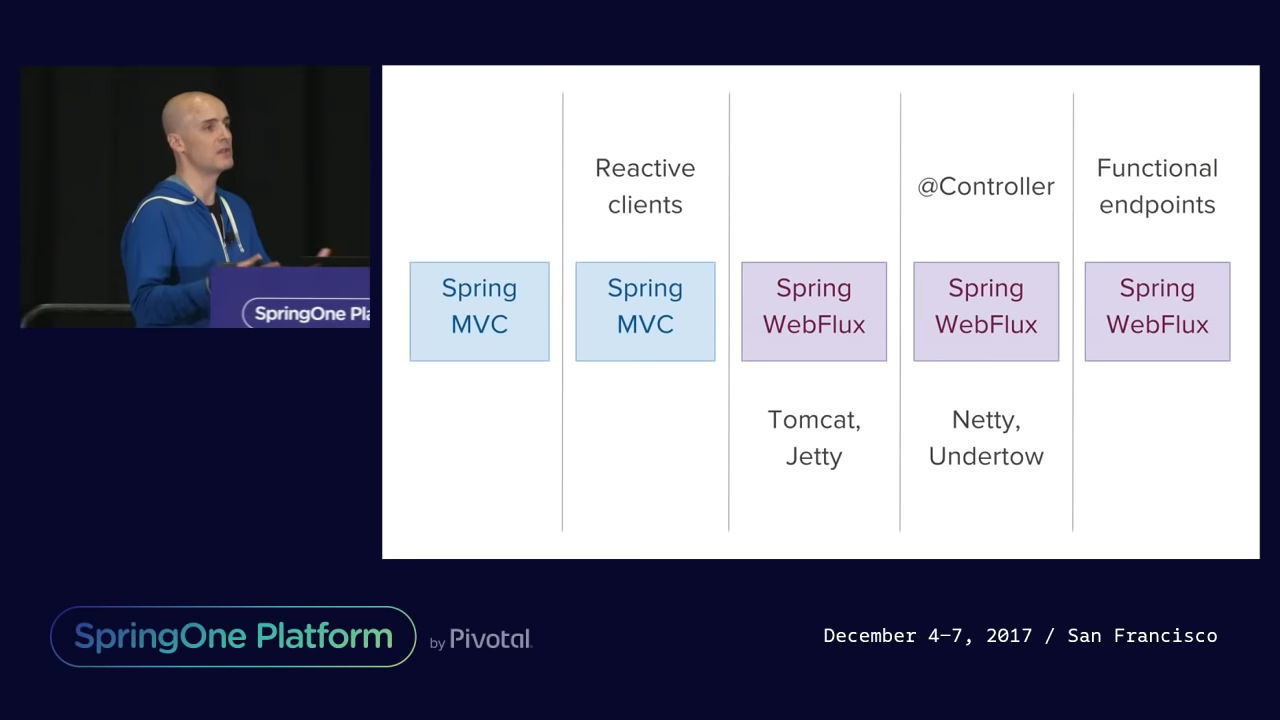 SpringOne Pla
Reactive
clients
@Controller
Functional
endpoints
Spring
MVC
Spring
MVC
Spring
WebFlux
Spring
WebFlux
Spring
WebFlux
Tomcat,
Jetty
Netty,
Undertow
SpringOne Platform
by Pivotal.
December 4–7, 2017 / San Francisco